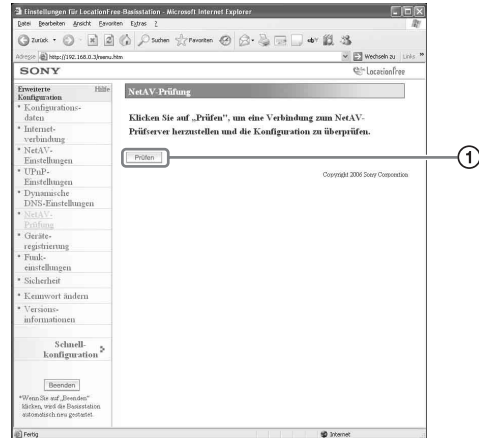 Einstellungen für LocationFree-Basisstation - Microsoft Internet Explorer
Datei Bearbeiten Ansicht Favoriten Extras ?
Zurück Suchen Favoriten
Adresse http://192.168.0.3/menu.htm Wechseln zu Links »
SONY LocationFree
Erweiterte Hilfe
Konfiguration
* Konfigurations-
daten
* Internet-
verbindung
* NetAV-
Einstellungen
* UPnP-
Einstellungen
* Dynamische
DNS-Einstellungen
* NetAV-
Prüfung
* Geräte-
registrierung
* Funk-
einstellungen
* Sicherheit
* Kennwort ändern
* Versions-
informationen
Schnell-
konfiguration >
Beenden
*Wenn Sie auf „Beenden"
klicken, wird die Basisstation
automatisch neu gestartet.
NetAV-Prüfung
Klicken Sie auf „Prüfen", um eine Verbindung zum NetAV-
Prüfserver herzustellen und die Konfiguration zu überprüfen.
Prüfen
1
Copyright 2006 Sony Corporation
Fertig Internet